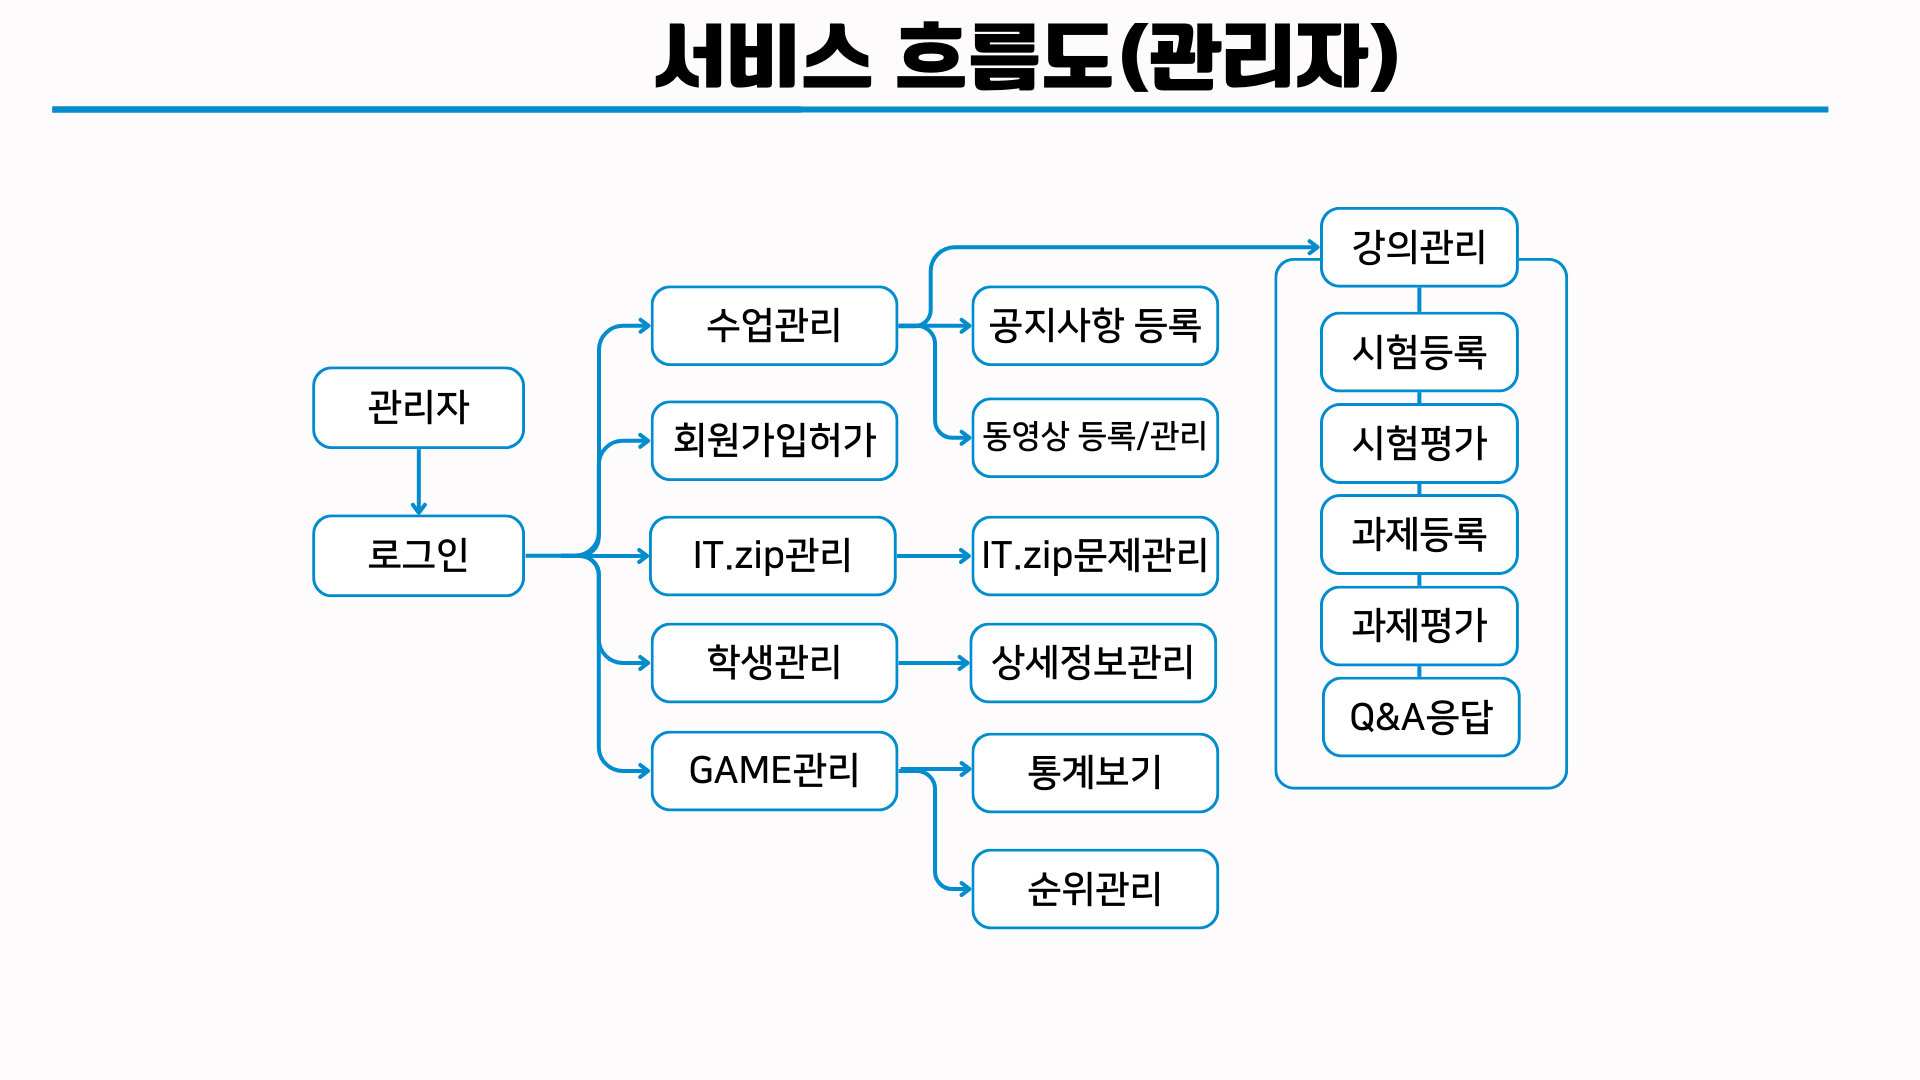 서비스 흐름도(관리자)
관리자
로그인
수업관리
회원가입허가
IT.zip관리
학생관리
GAME관리
공지사항 등록
동영상 등록/관리
IT.zip문제관리
상세정보관리
통계보기
순위관리
강의관리
시험등록
시험평가
과제등록
과제평가
Q&A응답